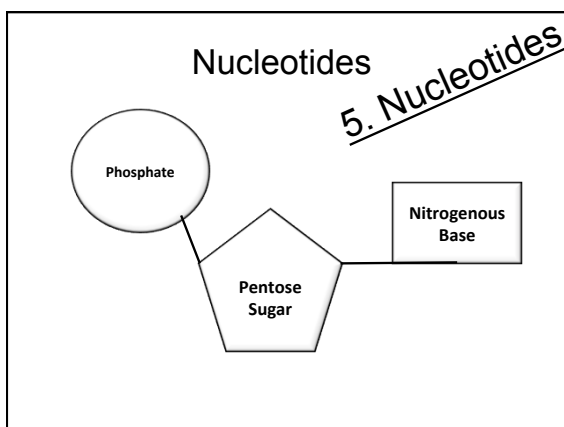 Nucleotides
5. Nucleotides
Phosphate
Nitrogenous
Base
Pentose
Sugar